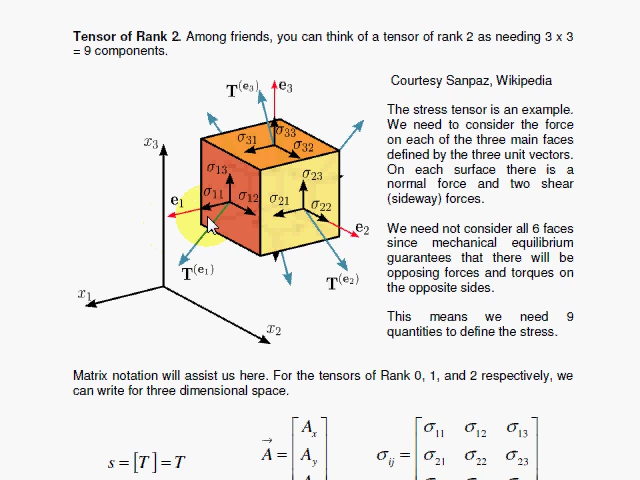 Tensor of Rank 2. Among friends, you can think of a tensor of rank 2 as needing 3 x 3
= 9 components.
Courtesy Sanpaz, Wikipedia
T^(e₃) e₃
x₃
σ₃₁ σ₃₃ σ₃₂
σ₁₃ σ₂₃
e₁ σ₁₁ σ₁₂ σ₂₁ σ₂₂
e₂
T^(e₁) T^(e₂)
x₁
x₂
The stress tensor is an example.
We need to consider the force
on each of the three main faces
defined by the three unit vectors.
On each surface there is a
normal force and two shear
(sideway) forces.
We need not consider all 6 faces
since mechanical equilibrium
guarantees that there will be
opposing forces and torques on
the opposite sides.
This means we need 9
quantities to define the stress.
Matrix notation will assist us here. For the tensors of Rank 0, 1, and 2 respectively, we
can write for three dimensional space.
s = [T] = T
A⃗ = [A_x A_y
σ_ij = [σ₁₁ σ₁₂ σ₁₃
σ₂₁ σ₂₂ σ₂₃